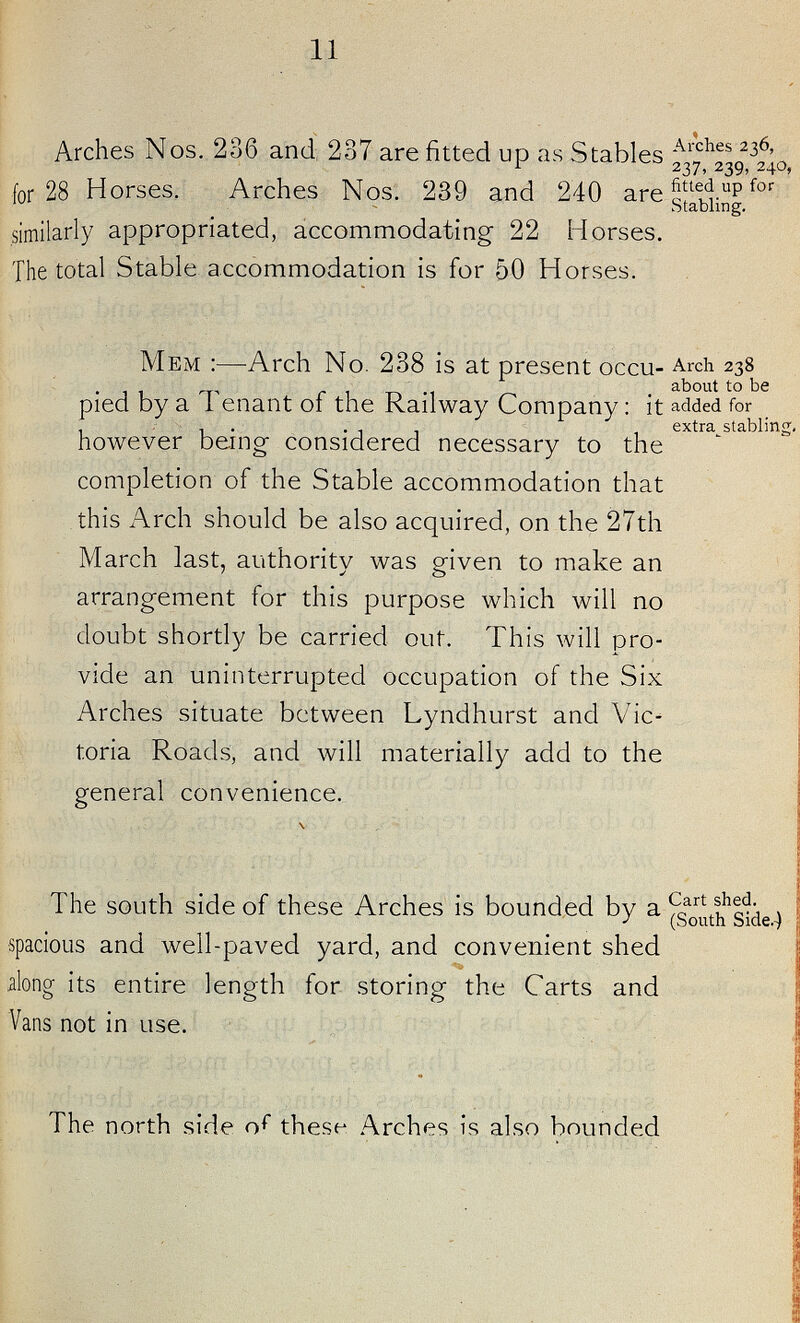 11
Arches Nos. 236 and 237 are fitted up as Stables
for 28 Horses. Arches Nos. 239 and 240 are
similarly appropriated, accommodating 22 Horses.
The total Stable accommodation is for 50 Horses.
Arches 236,
237, 239, 240,
fitted up for
Stabling.
Mem :—Arch No. 238 is at present occu-
pied by a Tenant of the Railway Company: it
however being considered necessary to the
completion of the Stable accommodation that
this Arch should be also acquired, on the 27th
March last, authority was given to make an
arrangement for this purpose which will no
doubt shortly be carried out. This will pro-
vide an uninterrupted occupation of the Six
Arches situate between Lyndhurst and Vic-
toria Roads, and will materially add to the
general convenience.
Arch 238
about to be
added for
extra stabling.
The south side of these Arches is bounded by a
spacious and well-paved yard, and convenient shed
along its entire length for storing the Carts and
Vans not in use.
Cart shed.
(South Side.)
The north side of these Arches is also bounded